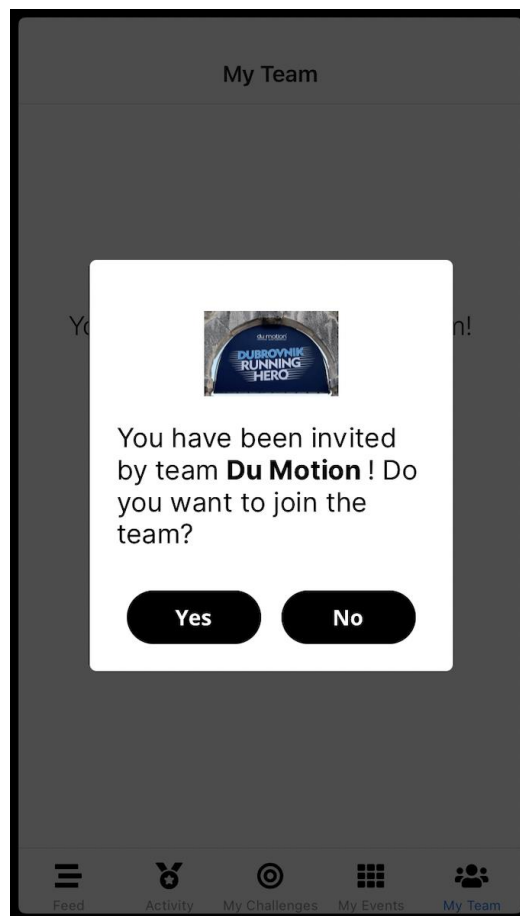 My Team
Yo
n!
du motion
DUBROVNIK
RUNNING
HERO
You have been invited
by team Du Motion ! Do
you want to join the
team?
Yes No
Feed Activity My Challenges My Events My Team